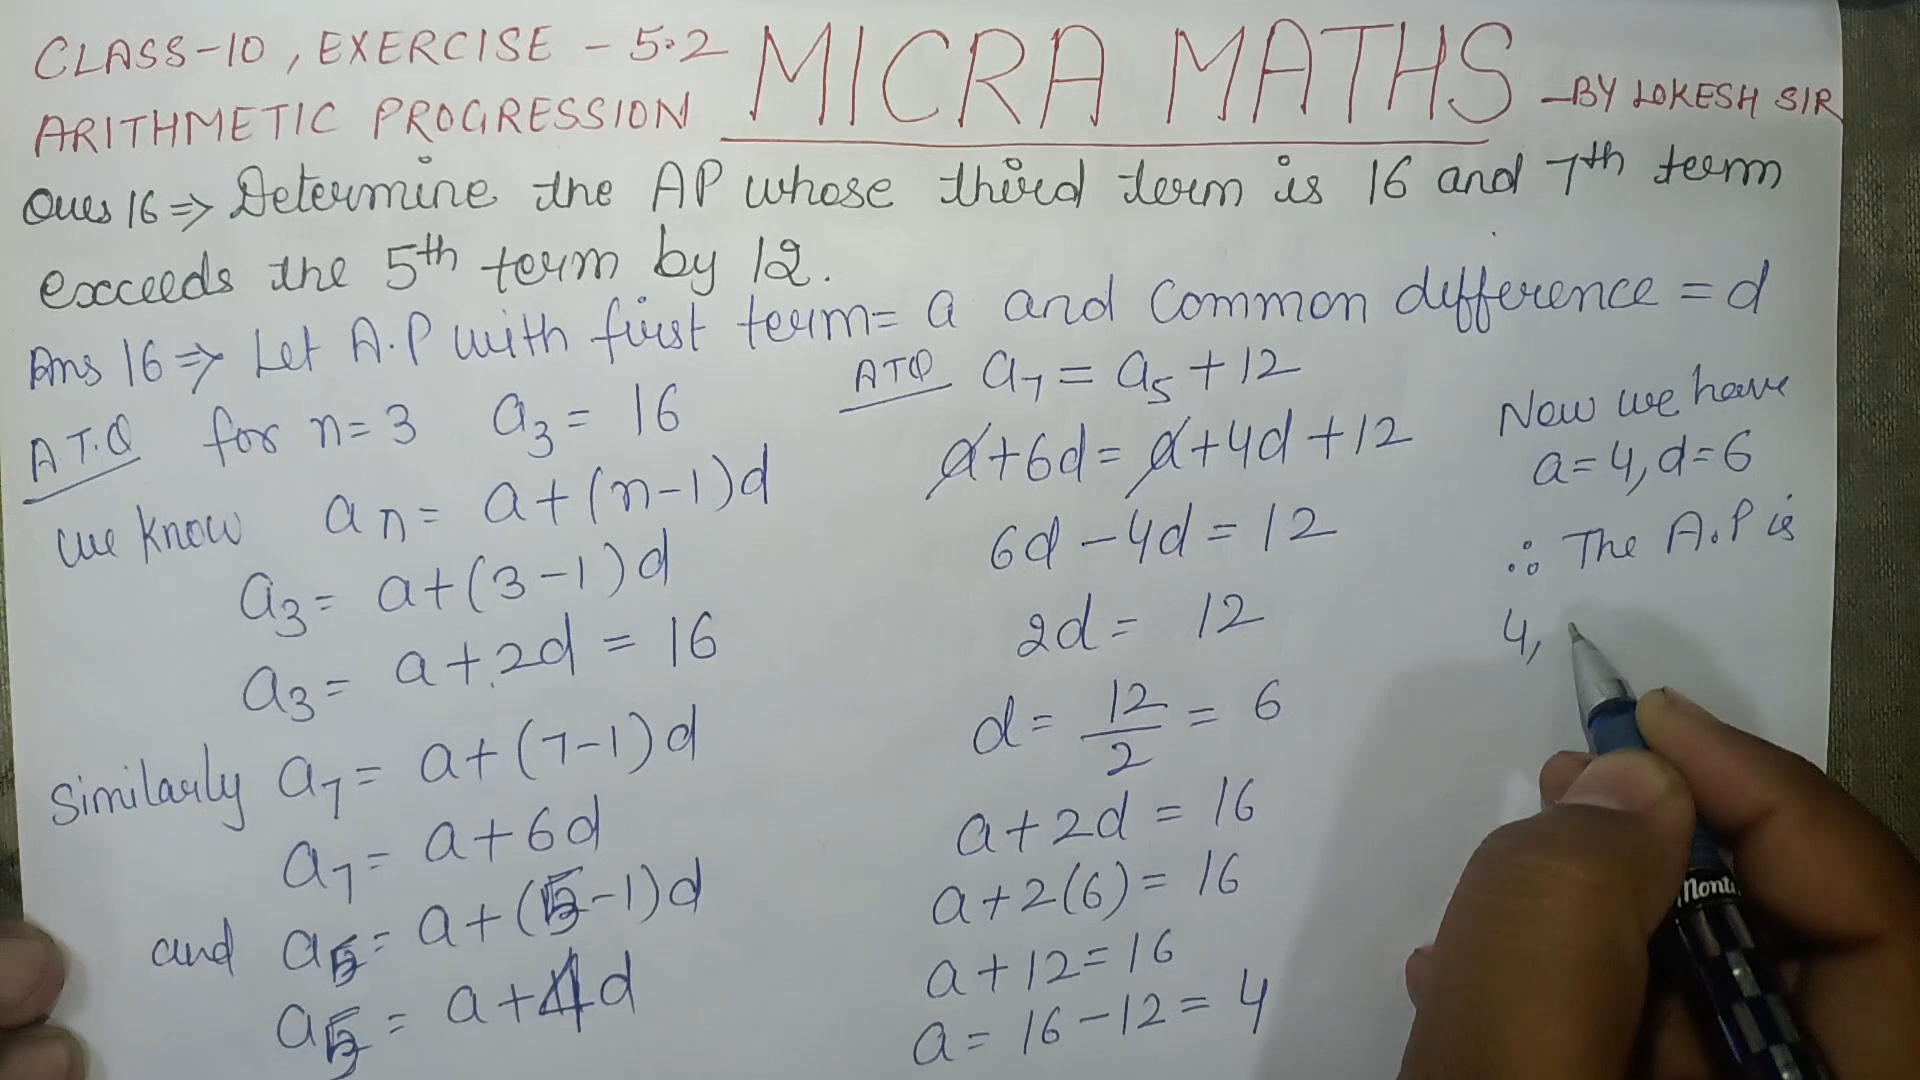 CLASS-10, EXERCISE - 5.2
ARITHMETIC PROGRESSION
MICRA MATHS
-BY LOKESH SIR
Ques 16 => Determine the AP whose third term is 16 and 7th term
exceeds the 5th term by 12.
Ans 16 => Let A.P with first term = a and common difference = d
A.T.Q for n=3 a₃ = 16
we know aₙ = a+(n-1)d
a₃ = a+(3-1)d
a₃ = a+2d = 16
Similarly a₇ = a+(7-1)d
a₇ = a+6d
and a₅ = a+(5-1)d
a₅ = a+4d
ATQ a₇ = a₅+12
a+6d = a+4d+12
6d-4d = 12
2d = 12
d = 12/2 = 6
a+2d = 16
a+2(6) = 16
a+12 = 16
a = 16-12 = 4
Now we have
a=4, d=6
∴ The A.P is
4,
Mont